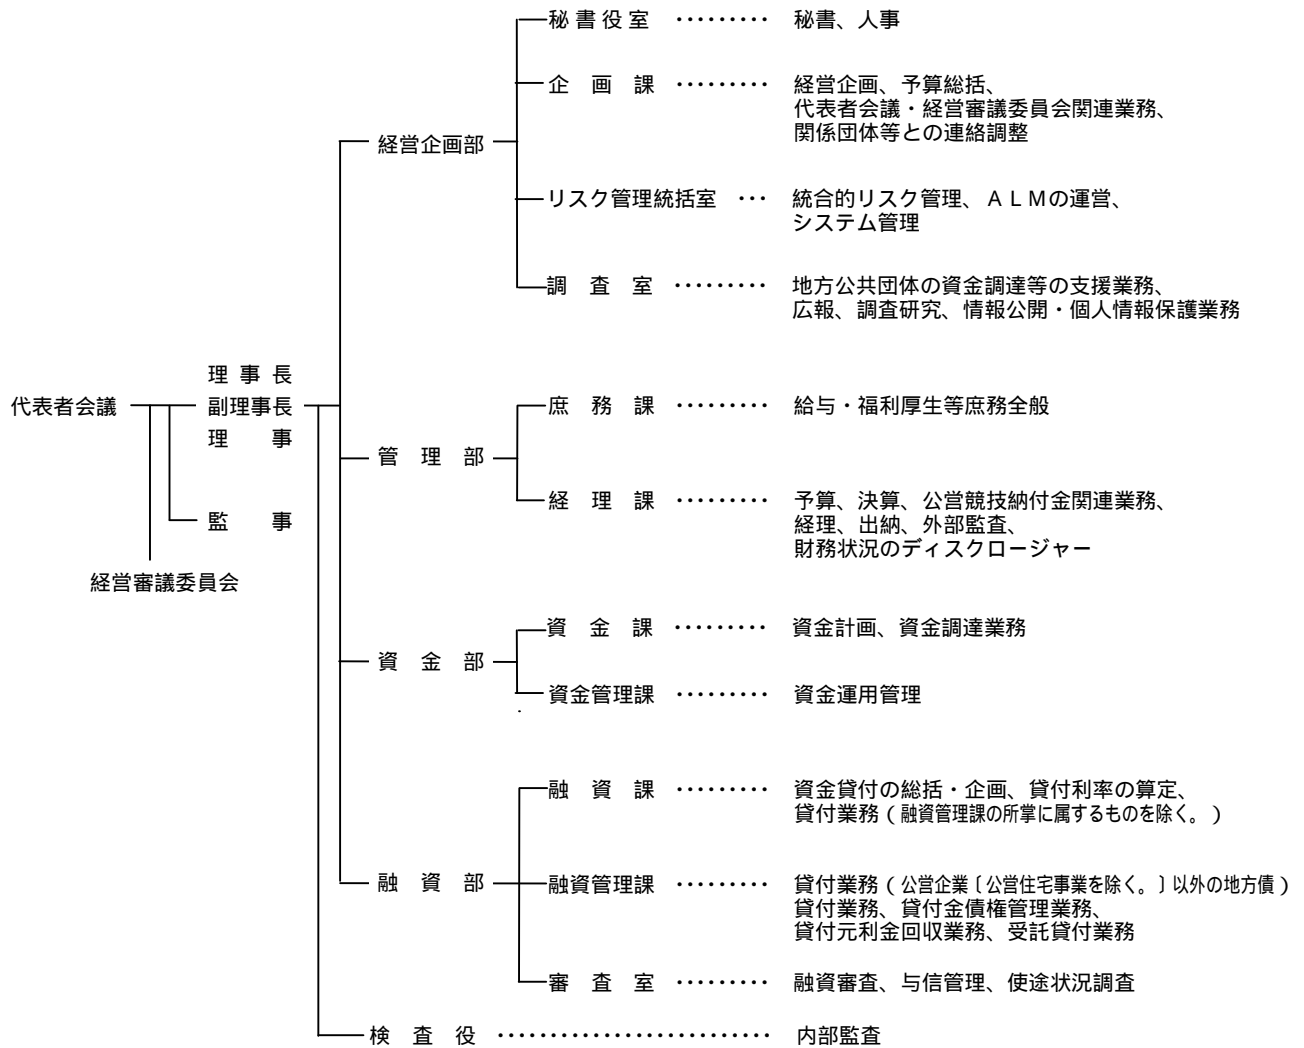 秘書役室 ……… 秘書、人事
企画課 ……… 経営企画、予算総括、
代表者会議・経営審議委員会関連業務、
関係団体等との連絡調整
経営企画部
リスク管理統括室 … 統合的リスク管理、ALMの運営、
システム管理
調査室 ……… 地方公共団体の資金調達等の支援業務、
広報、調査研究、情報公開・個人情報保護業務
代表者会議
理事長
副理事長
理事
監事
経営審議委員会
管理部
庶務課 ……… 給与・福利厚生等庶務全般
経理課 ……… 予算、決算、公営競技納付金関連業務、
経理、出納、外部監査、
財務状況のディスクロージャー
資金部
資金課 ……… 資金計画、資金調達業務
資金管理課 ……… 資金運用管理
融資部
融資課 ……… 資金貸付の総括・企画、貸付利率の算定、
貸付業務(融資管理課の所掌に属するものを除く。)
融資管理課 ……… 貸付業務(公営企業〔公営住宅事業を除く。〕以外の地方債)
貸付業務、貸付金債権管理業務、
貸付元利金回収業務、受託貸付業務
審査室 ……… 融資審査、与信管理、使途状況調査
検査役 ……………………… 内部監査